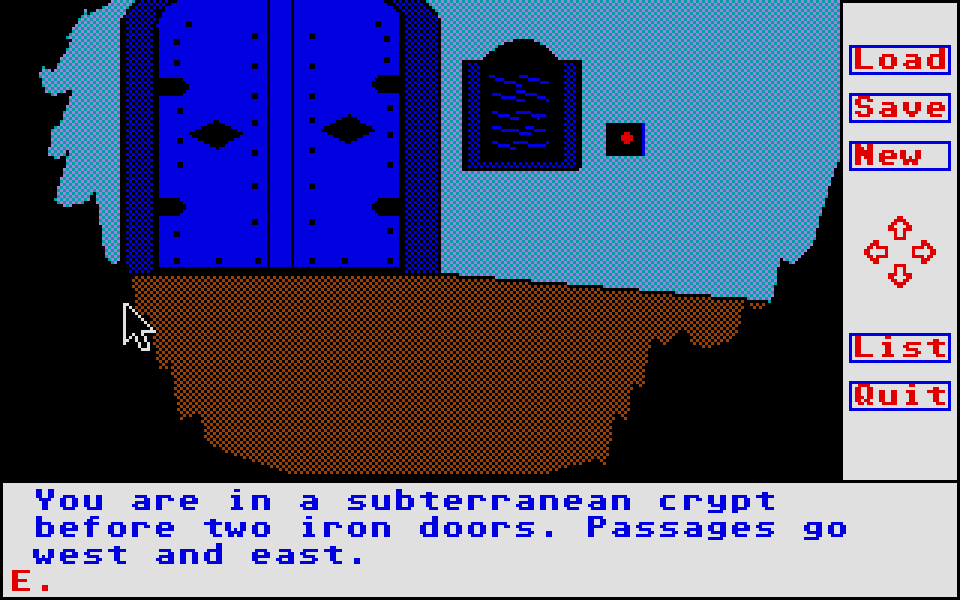 Load
Save
New
List
Quit
You are in a subterranean crypt
before two iron doors. Passages go
west and east.
E.